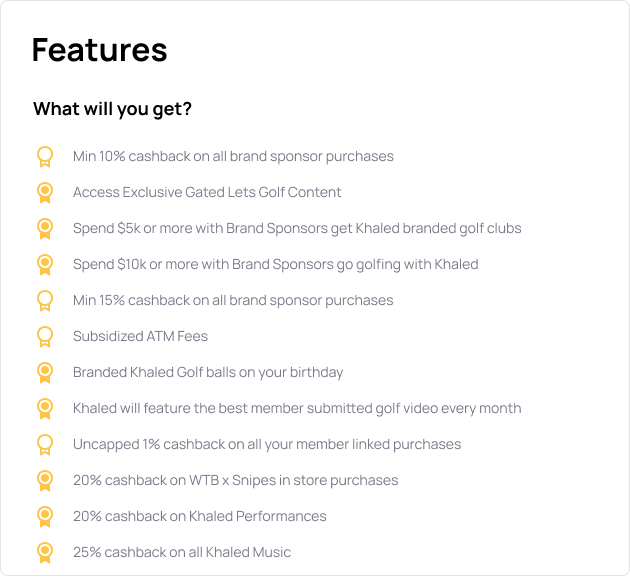 Features
What will you get?
Min 10% cashback on all brand sponsor purchases
Access Exclusive Gated Lets Golf Content
Spend $5k or more with Brand Sponsors get Khaled branded golf clubs
Spend $10k or more with Brand Sponsors go golfing with Khaled
Min 15% cashback on all brand sponsor purchases
Subsidized ATM Fees
Branded Khaled Golf balls on your birthday
Khaled will feature the best member submitted golf video every month
Uncapped 1% cashback on all your member linked purchases
20% cashback on WTB x Snipes in store purchases
20% cashback on Khaled Performances
25% cashback on all Khaled Music